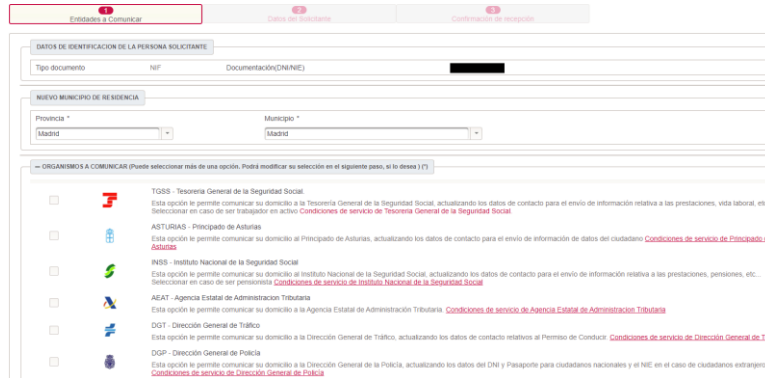 1
Entidades a Comunicar
2
Datos del Solicitante
3
Confirmación de recepción
DATOS DE IDENTIFICACION DE LA PERSONA SOLICITANTE
Tipo documento NIF Documentación(DNI/NIE)
NUEVO MUNICIPIO DE RESIDENCIA
Provincia * Municipio *
Madrid Madrid
ORGANISMOS A COMUNICAR (Puede seleccionar más de una opción. Podrá modificar su selección en el siguiente paso, si lo desea ) (*)
TGSS - Tesorería General de la Seguridad Social.
Esta opción le permite comunicar su domicilio a la Tesorería General de la Seguridad Social, actualizando los datos de contacto para el envío de información relativa a las prestaciones, vida laboral, et
Seleccionar en caso de ser trabajador en activo Condiciones de servicio de Tesoreria General de la Seguridad Social
ASTURIAS - Principado de Asturias
Esta opción le permite comunicar su domicilio al Principado de Asturias, actualizando los datos de contacto para el envío de información de datos del ciudadano Condiciones de servicio de Principado
Asturias
INSS - Instituto Nacional de la Seguridad Social
Esta opción le permite comunicar su domicilio al Instituto Nacional de la Seguridad Social, actualizando los datos de contacto para el envío de información relativa a las prestaciones, pensiones, etc...
Seleccionar en caso de ser pensionista Condiciones de servicio de Instituto Nacional de la Seguridad Social
AEAT - Agencia Estatal de Administracion Tributaria
Esta opción le permite comunicar su domicilio a la Agencia Estatal de Administración Tributaria. Condiciones de servicio de Agencia Estatal de Administracion Tributaria
DGT - Dirección General de Tráfico
Esta opción le permite comunicar su domicilio a la Dirección General de Tráfico, actualizando los datos de contacto relativos al Permiso de Conducir. Condiciones de servicio de Dirección General de T
DGP - Dirección General de Policía
Esta opción le permite comunicar su domicilio a la Dirección General de la Policía, actualizando los datos del DNI y Pasaporte para ciudadanos nacionales y el NIE en el caso de ciudadanos extranjero
Condiciones de servicio de Dirección General de Policía